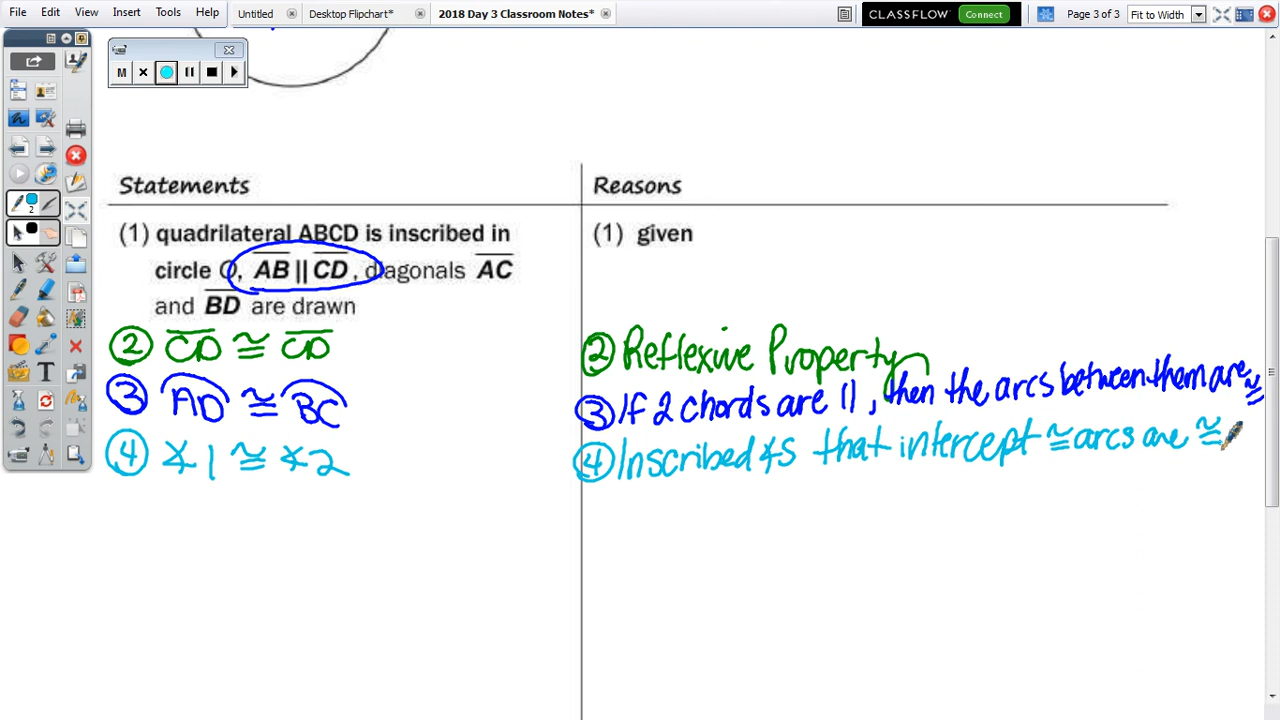 File Edit View Insert Tools Help
Untitled
Desktop Flipchart*
2018 Day 3 Classroom Notes*
CLASSFLOW Connect
Page 3 of 3
Fit to Width
M
2
T
Statements
Reasons
(1) quadrilateral ABCD is inscribed in
circle O, AB || CD, diagonals AC
and BD are drawn
(1) given
② CD ≅ CD
② Reflexive Property
③ AD ≅ BC
③ If 2 chords are ||, then the arcs between them are ≅
④ ∡1 ≅ ∡2
④ Inscribed ∡s that intercept ≅ arcs are ≅